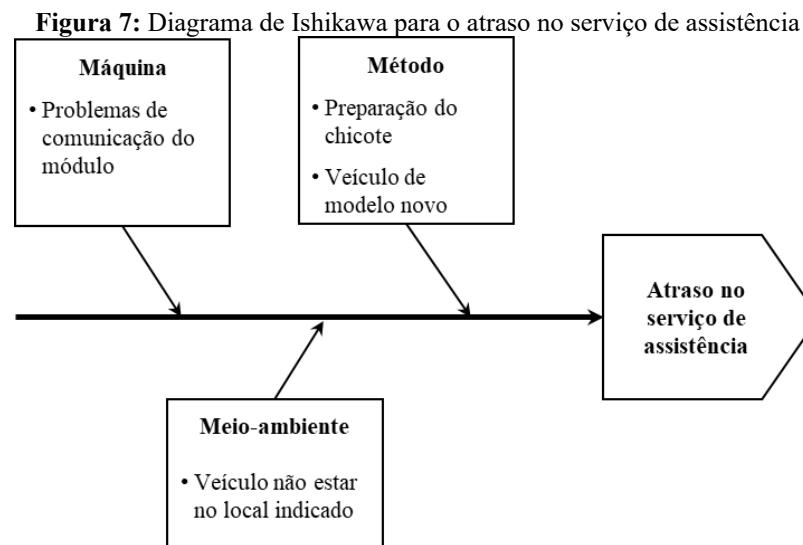 Figura 7: Diagrama de Ishikawa para o atraso no serviço de assistência
Máquina
• Problemas de
comunicação do
módulo
Método
• Preparação do
chicote
• Veículo de
modelo novo
Atraso no
serviço de
assistência
Meio-ambiente
• Veículo não estar
no local indicado